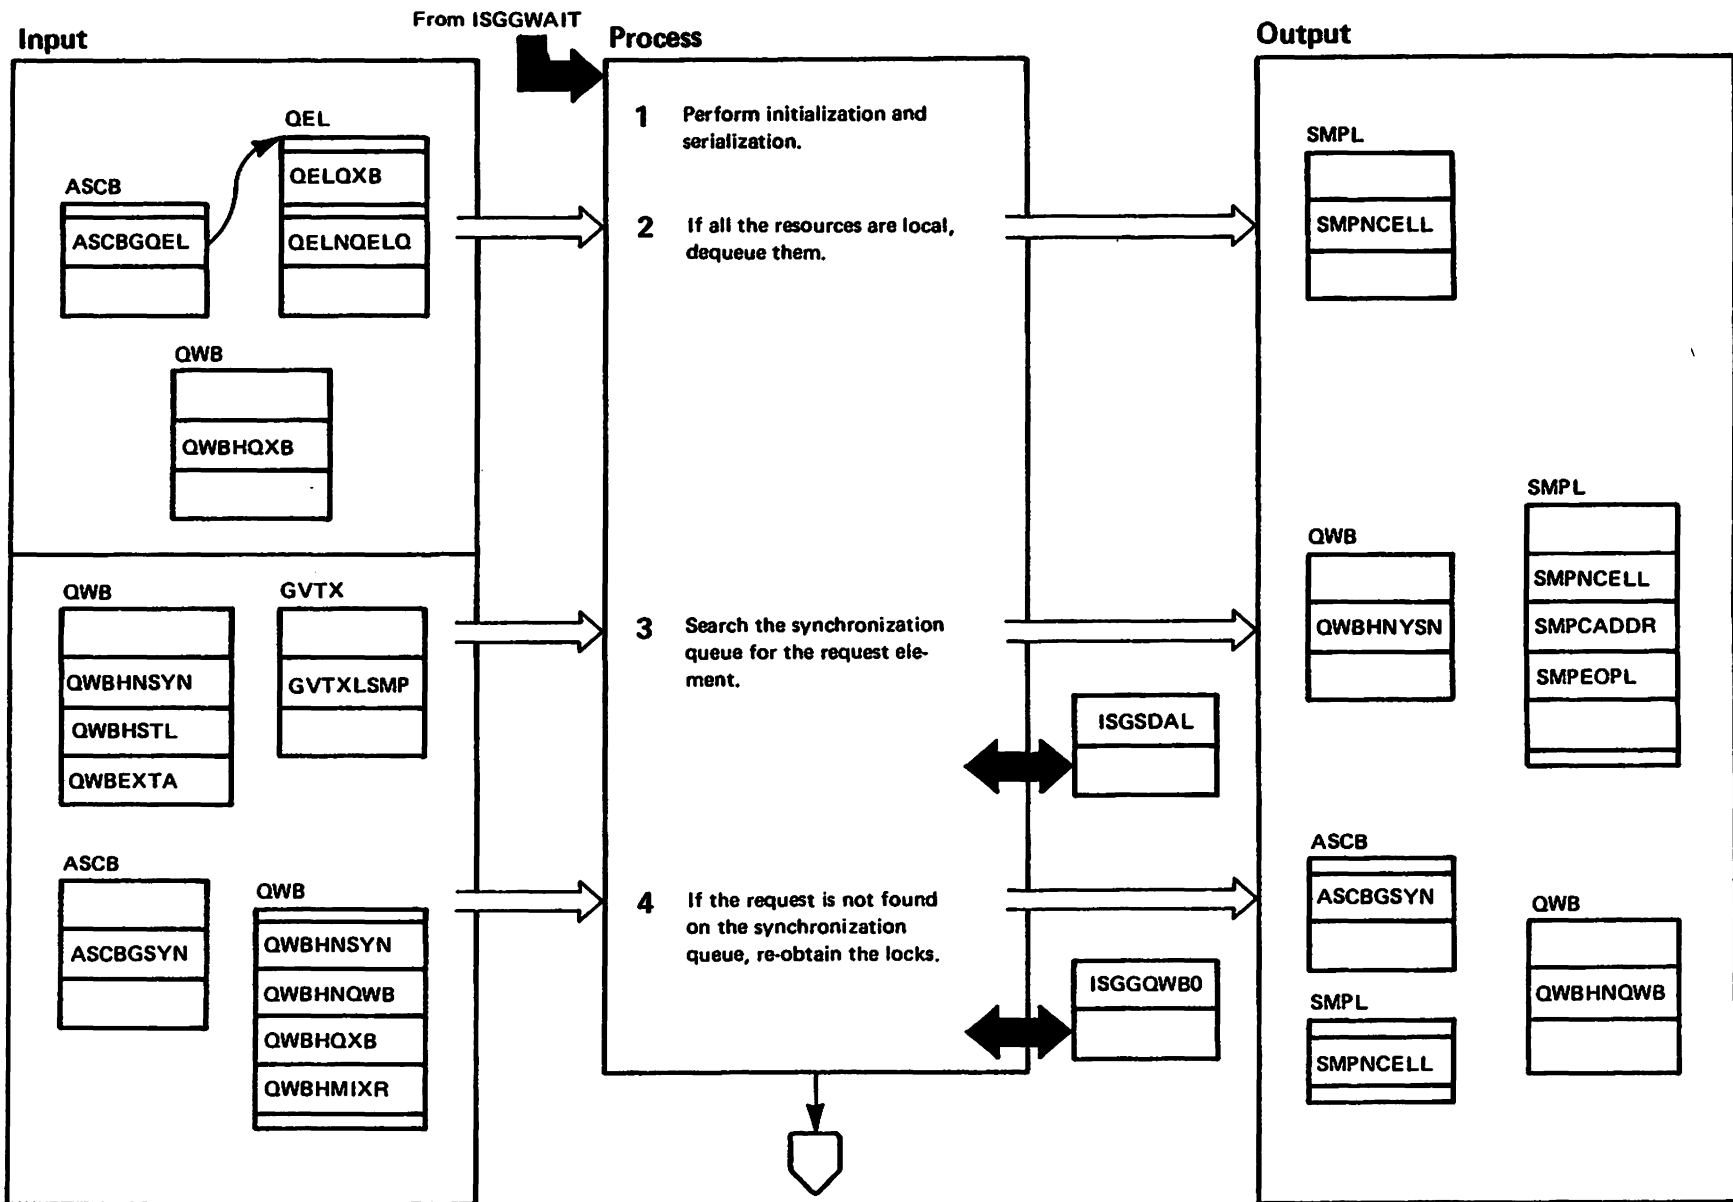 From ISGGWAIT
Input
Process
Output
QEL
QELQXB
QELNQELQ
ASCB
ASCBGQEL
QWB
QWBHQXB
1 Perform initialization and
serialization.
2 If all the resources are local,
dequeue them.
SMPL
SMPNCELL
QWB
QWBHNSYN
QWBHSTL
QWBEXTA
GVTX
GVTXLSMP
3 Search the synchronization
queue for the request ele-
ment.
ISGSDAL
QWB
QWBHNYSN
SMPL
SMPNCELL
SMPCADDR
SMPEOPL
ASCB
ASCBGSYN
QWB
QWBHNSYN
QWBHNQWB
QWBHQXB
QWBHMIXR
4 If the request is not found
on the synchronization
queue, re-obtain the locks.
ISGGQWB0
ASCB
ASCBGSYN
SMPL
SMPNCELL
QWB
QWBHNQWB